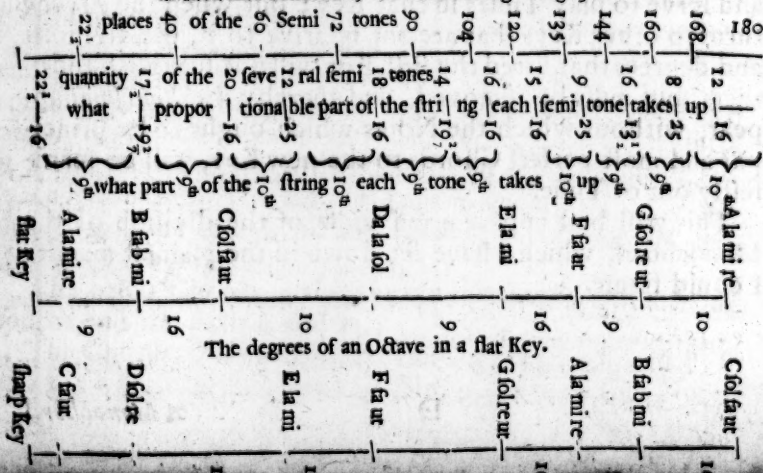 places of the Semi tones
22½ 40 60 72 90 104 120 135 144 160 168 180
quantity of the ſeve ral ſemi tones
22½ 17½ 20 12 18 14 16 15 9 16 8 12
what propor tional ble part of the ſtri ng each ſemi tone takes up
16 16 25 16 16 16 25 25 16
what part of the ſtring each tone takes up
9th 9th 10th 10th 9th 9th 10th 9th 9th 10th
flat Key A la mi re B fa b mi C ſol fa ut D la ſol E la mi F fa ut G ſol re ut A la mi re
9 16 10 9 16 9 10
The degrees of an Octave in a flat Key.
ſharp Key C fa ut D ſol re E la mi F fa ut G ſol re ut A la mi re B fa b mi C ſol fa ut